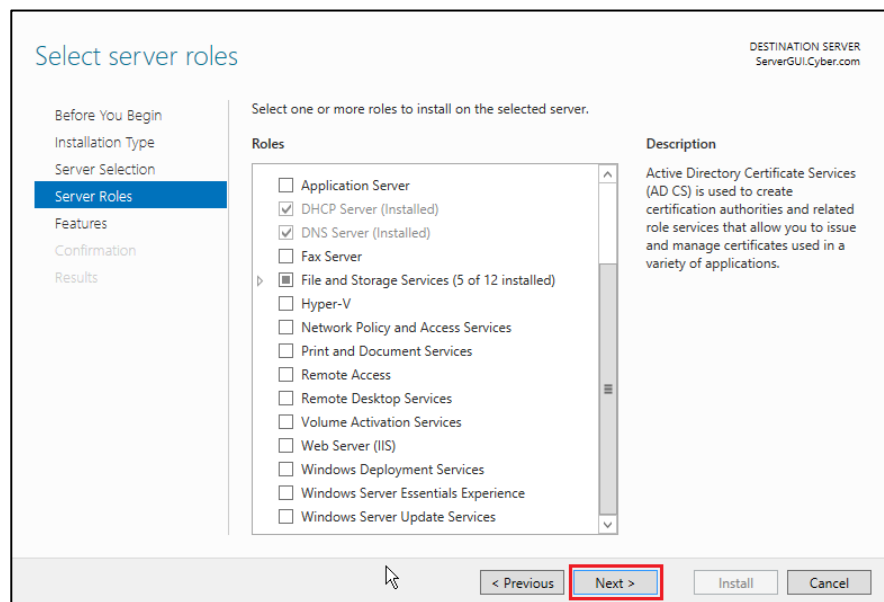 Select server roles
DESTINATION SERVER
ServerGUI.Cyber.com
Before You Begin
Installation Type
Server Selection
Server Roles
Features
Confirmation
Results
Select one or more roles to install on the selected server.
Roles
Application Server
DHCP Server (Installed)
DNS Server (Installed)
Fax Server
File and Storage Services (5 of 12 installed)
Hyper-V
Network Policy and Access Services
Print and Document Services
Remote Access
Remote Desktop Services
Volume Activation Services
Web Server (IIS)
Windows Deployment Services
Windows Server Essentials Experience
Windows Server Update Services
Description
Active Directory Certificate Services
(AD CS) is used to create
certification authorities and related
role services that allow you to issue
and manage certificates used in a
variety of applications.
< Previous
Next >
Install
Cancel